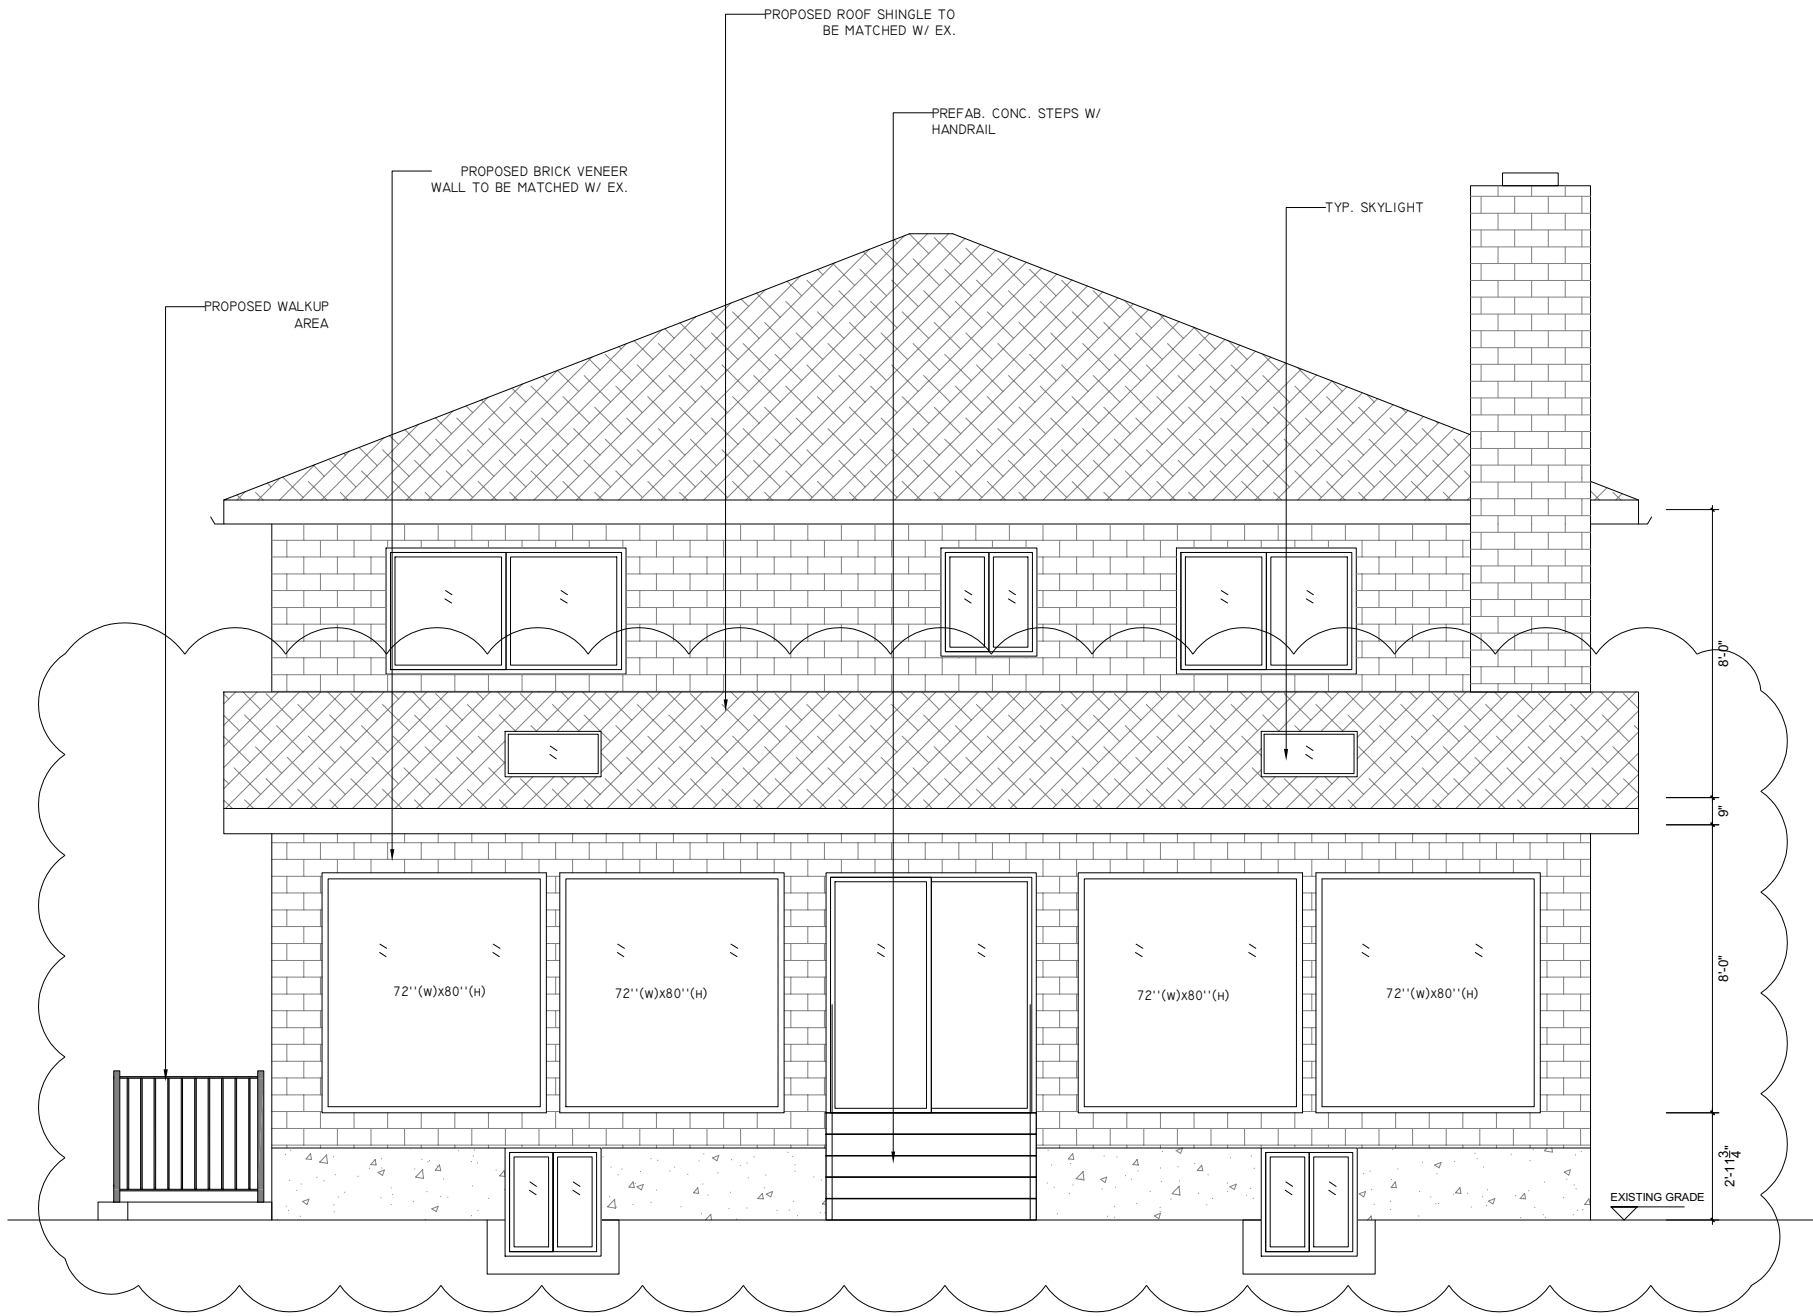 PROPOSED ROOF SHINGLE TO
BE MATCHED W/ EX.
PREFAB. CONC. STEPS W/
HANDRAIL
PROPOSED BRICK VENEER
WALL TO BE MATCHED W/ EX.
TYP. SKYLIGHT
PROPOSED WALKUP
AREA
8'-0"
9"
8'-0"
72''(W)X80''(H)
72''(W)X80''(H)
72''(W)X80''(H)
72''(W)X80''(H)
2'-11 3/4"
EXISTING GRADE